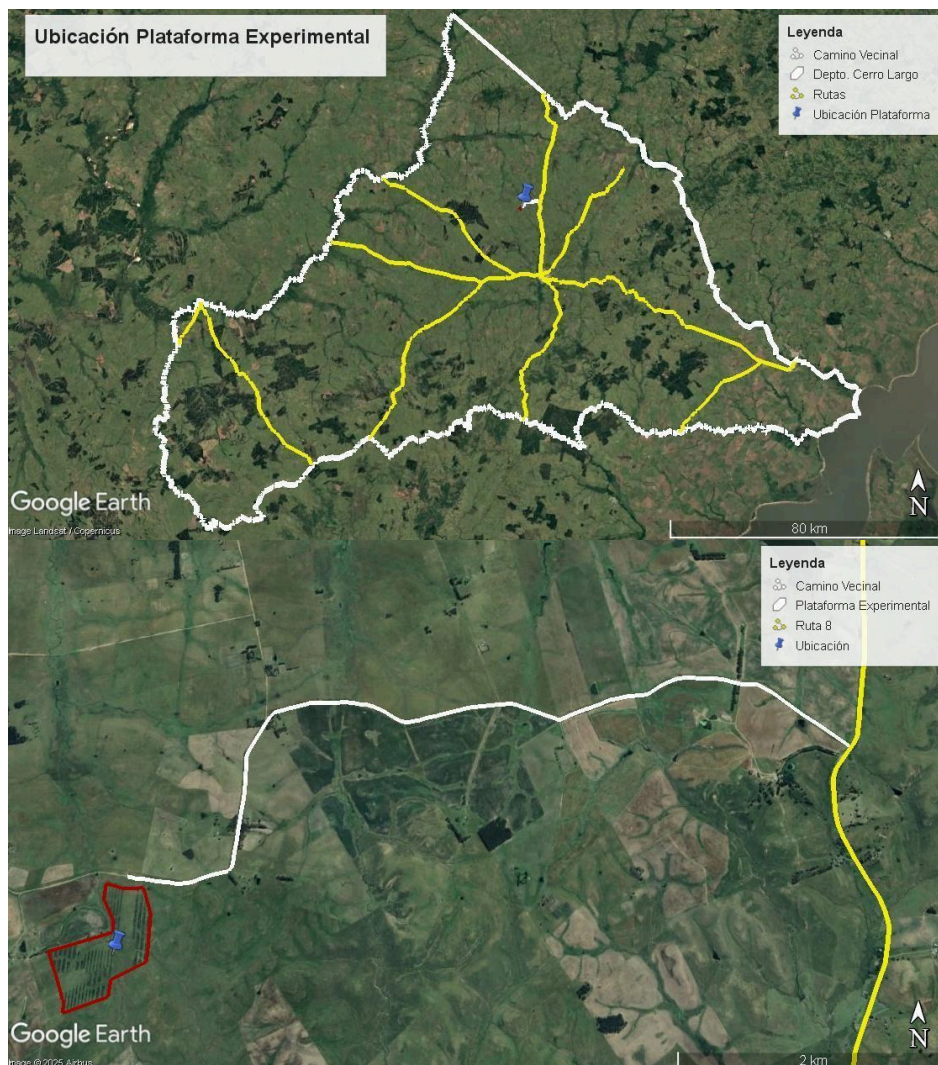 Ubicación Plataforma Experimental
Leyenda
Camino Vecinal
Depto. Cerro Largo
Rutas
Ubicación Plataforma
Google Earth
Image Landsat / Copernicus
N
80 km
Leyenda
Camino Vecinal
Plataforma Experimental
Ruta 8
Ubicación
Google Earth
Image © 2025 Airbus
N
2 km